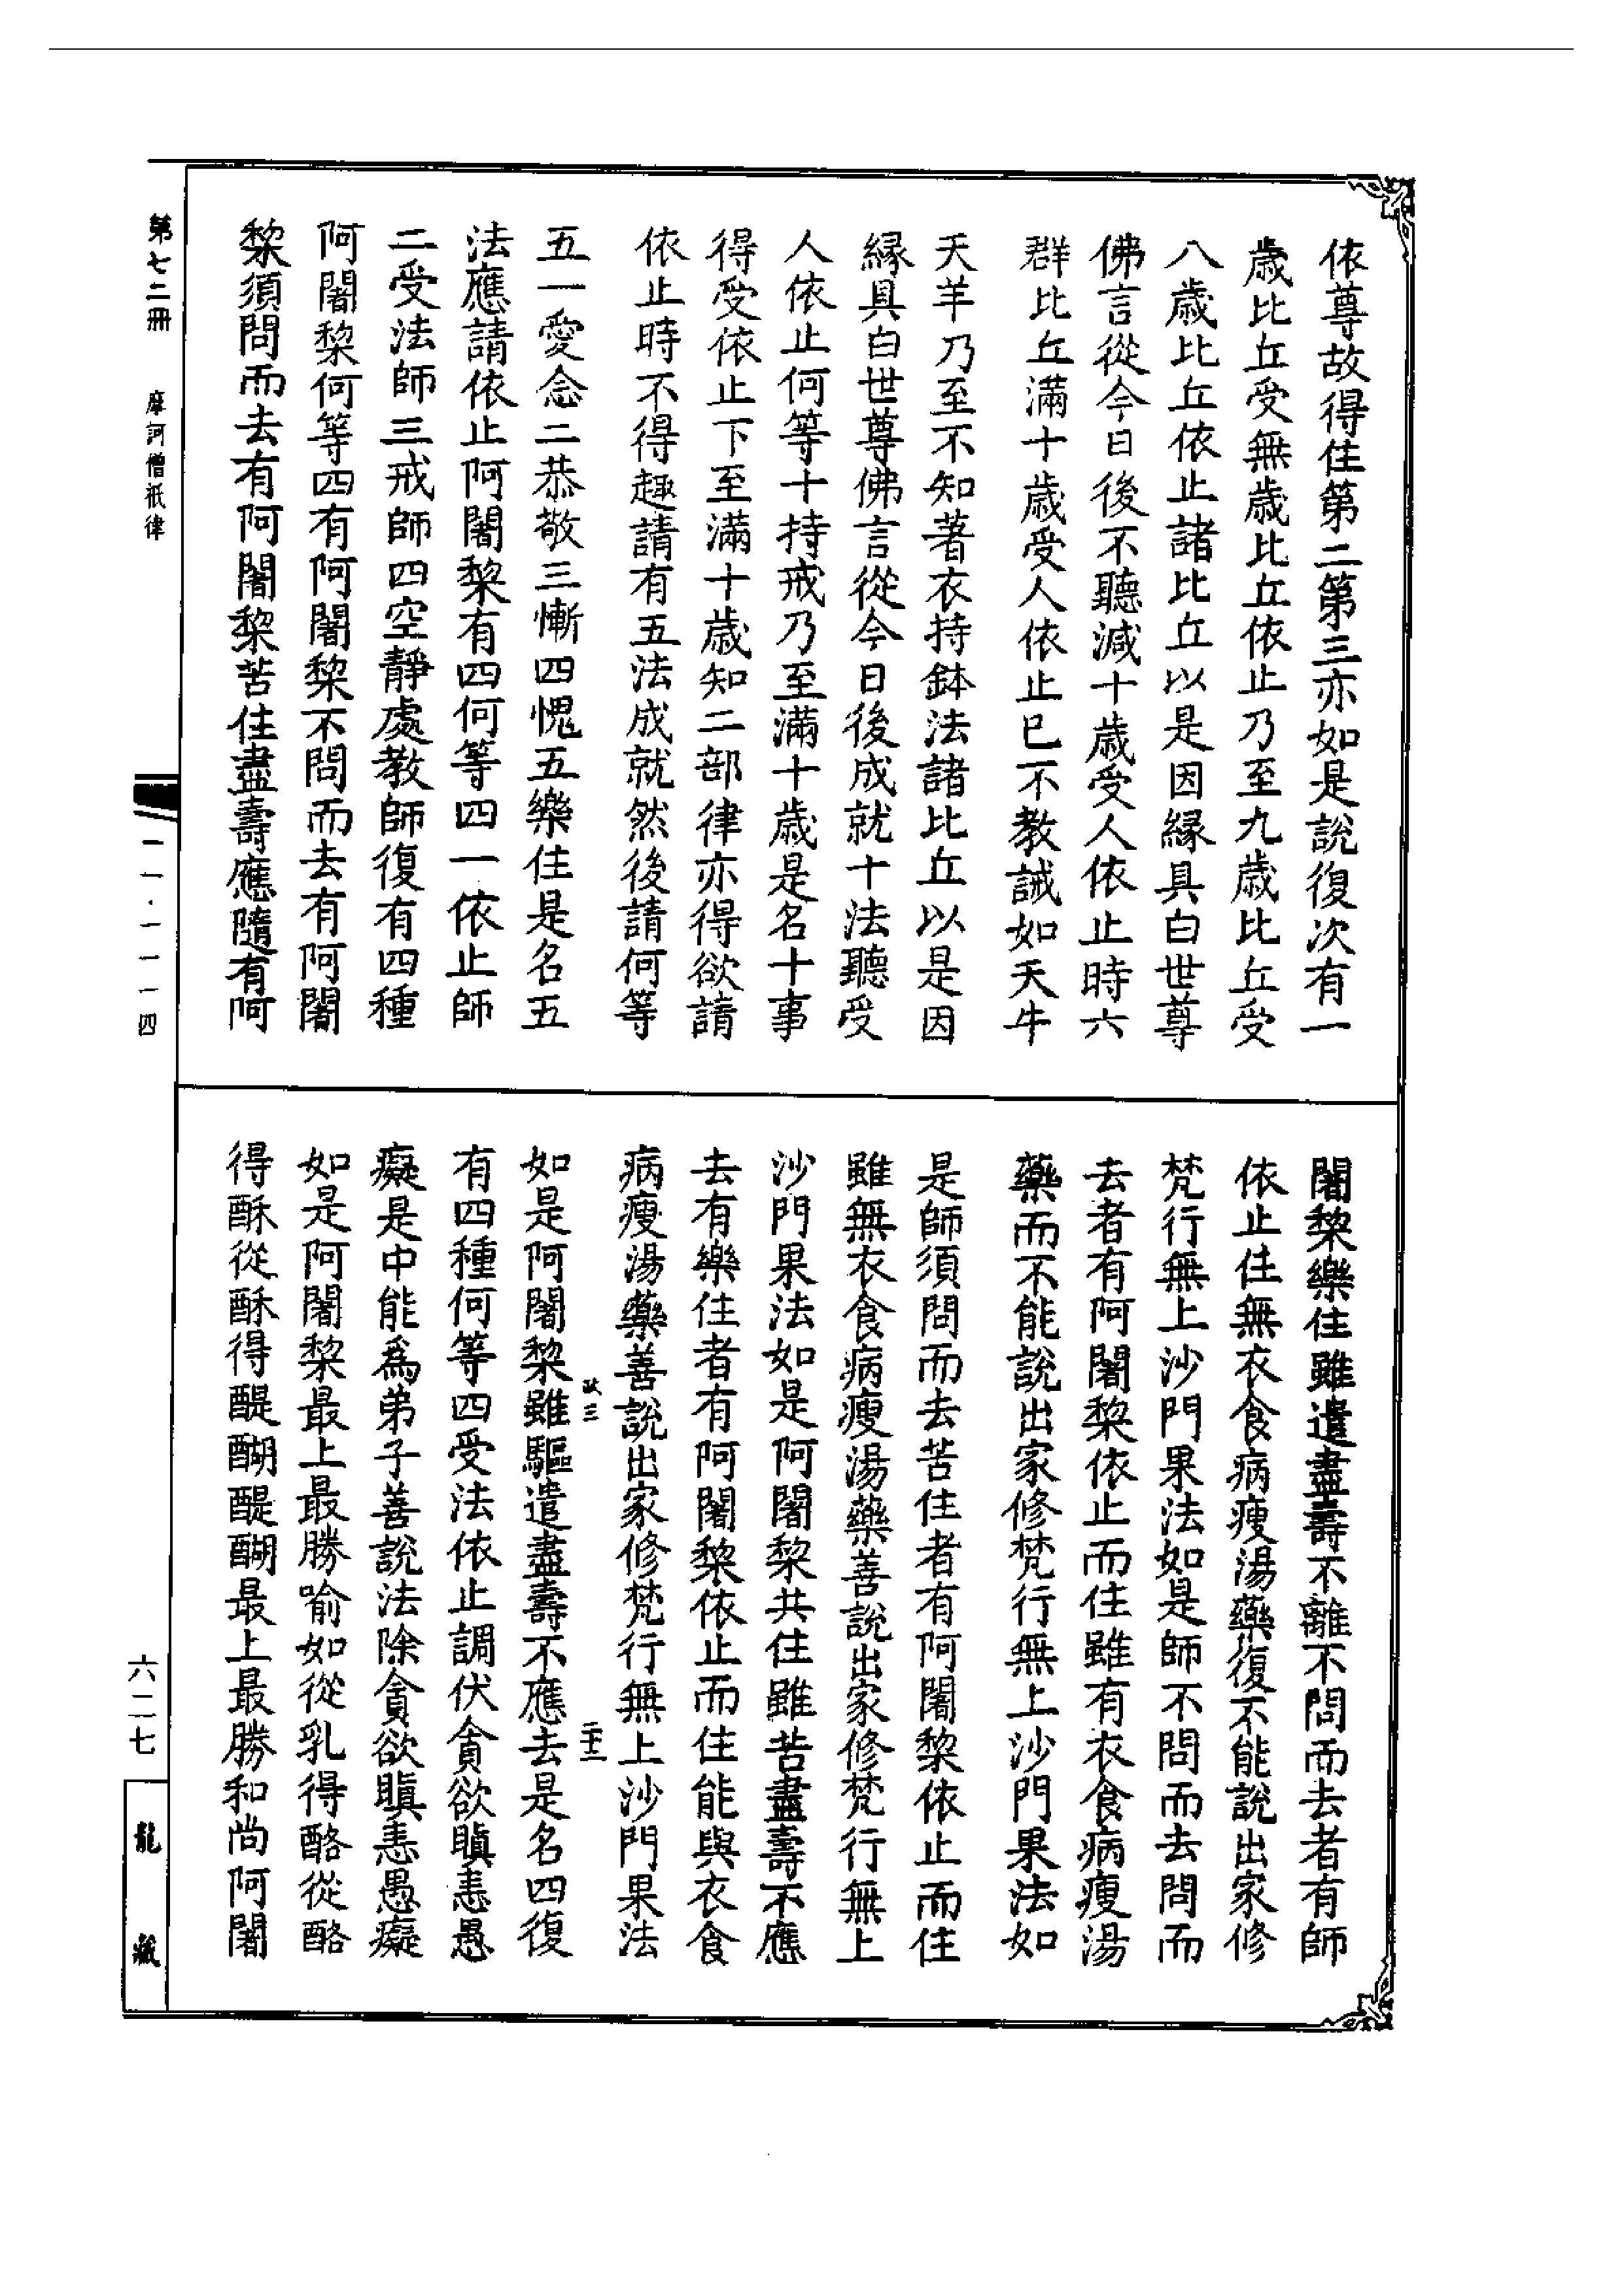 依尊故得住第二第三亦如是說復次有一
歲比丘受無歲比丘依止乃至九歲比丘受
八歲比丘依止諸比丘以是因緣具白世尊
佛言從今日後不聽減十歲受人依止時六
群比丘滿十歲受人依止已不教誡如天牛
天羊乃至不知著衣持鉢法諸比丘以是因
緣具白世尊佛言從今日後成就十法聽受
人依止何等十持戒乃至滿十歲是名十事
得受依止下至滿十歲知二部律亦得欲請
依止時不得趣請有五法成就然後請何等
五一愛念二恭敬三慚四愧五樂住是名五
法應請依止阿闍黎有四何等四一依止師
二受法師三戒師四空靜處教師復有四種
阿闍黎何等四有阿闍黎不問而去有阿闍
黎須問而去有阿闍黎苦住盡壽應隨有阿
闍黎樂住雖遣盡壽不離不問而去者有師
依止住無衣食病瘦湯藥復不能說出家修
梵行無上沙門果法如是師不問而去問而
去者有阿闍黎依止而住雖有衣食病瘦湯
藥而不能說出家修梵行無上沙門果法如
是師須問而去苦住者有阿闍黎依止而住
雖無衣食病瘦湯藥善說出家修梵行無上
沙門果法如是阿闍黎共住雖苦盡壽不應
去有樂住者有阿闍黎依止而住能與衣食
病瘦湯藥善說出家修梵行無上沙門果法
如是阿闍黎雖驅遣盡壽不應去是名四復
有四種何等四受法依止調伏貪欲瞋恚愚
癡是中能為弟子善說法除貪欲瞋恚愚癡
如是阿闍黎最上最勝喻如從乳得酪從酪
得酥從酥得醍醐醍醐最上最勝和尚阿闍
第七二冊 摩訶僧祇律
一一·一一一四
六二七
龍藏